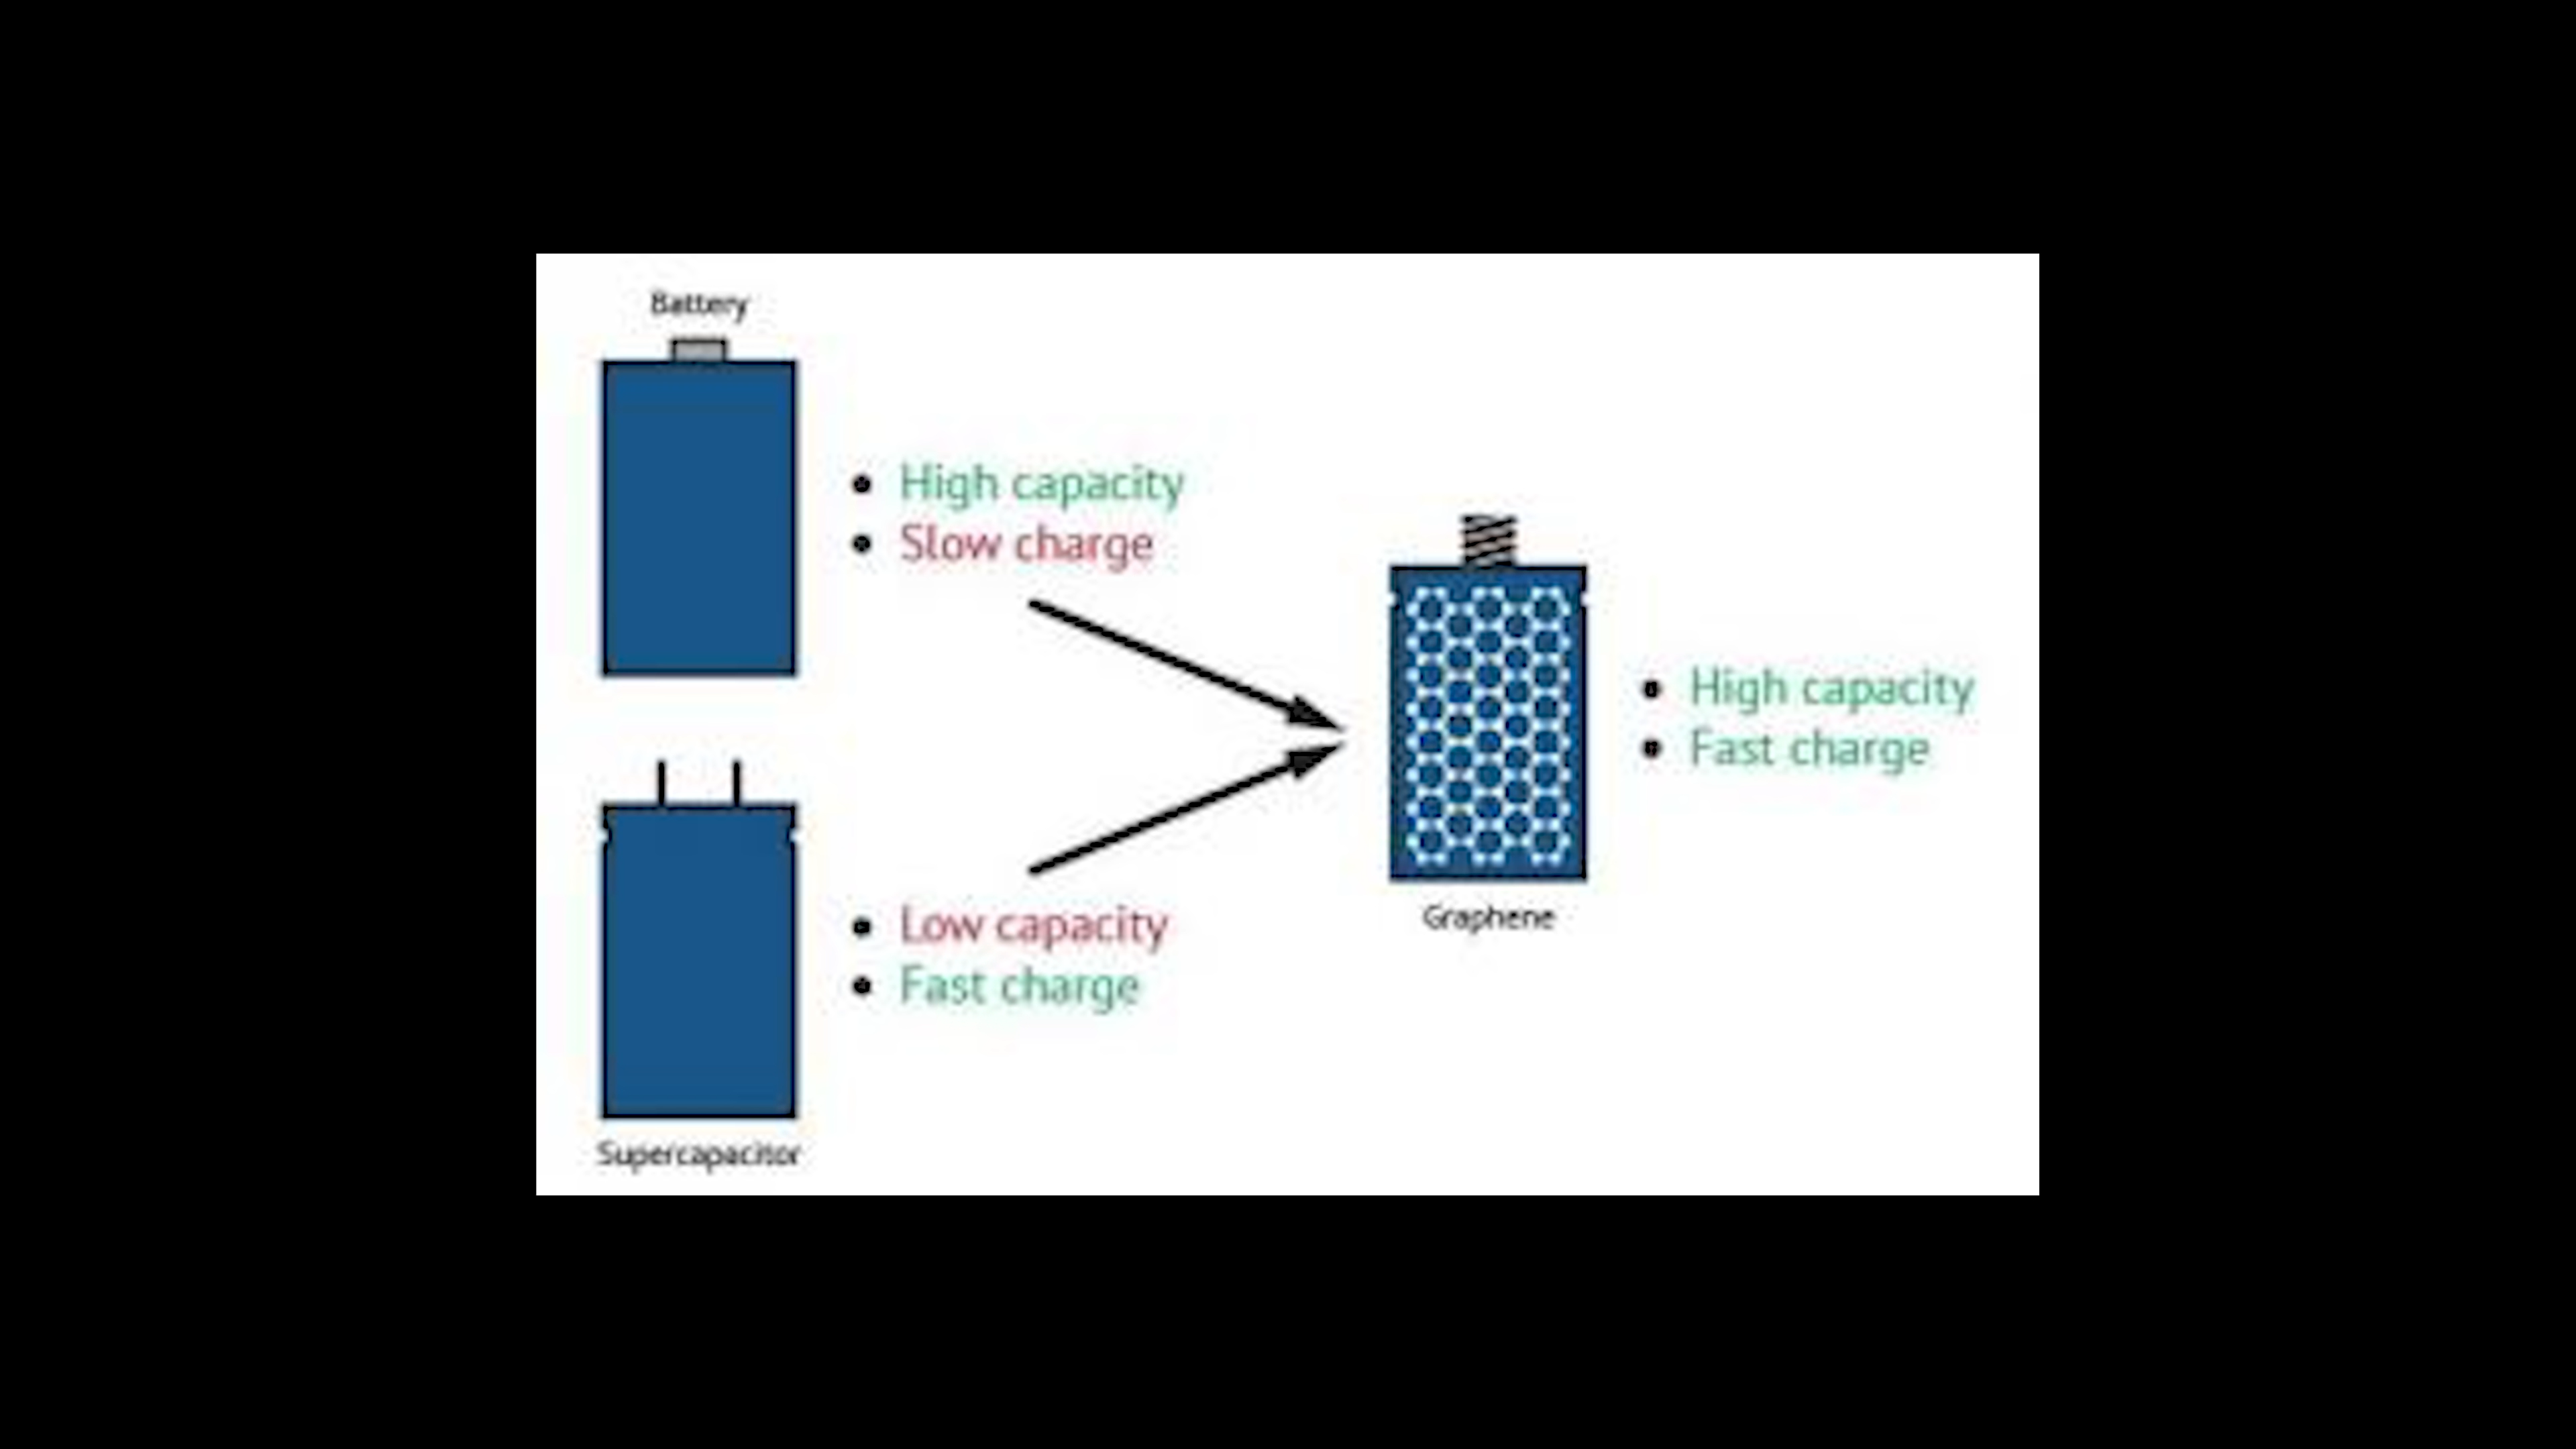 Battery
High capacity
Slow charge
High capacity
Fast charge
Graphene
Low capacity
Fast charge
Supercapacitor